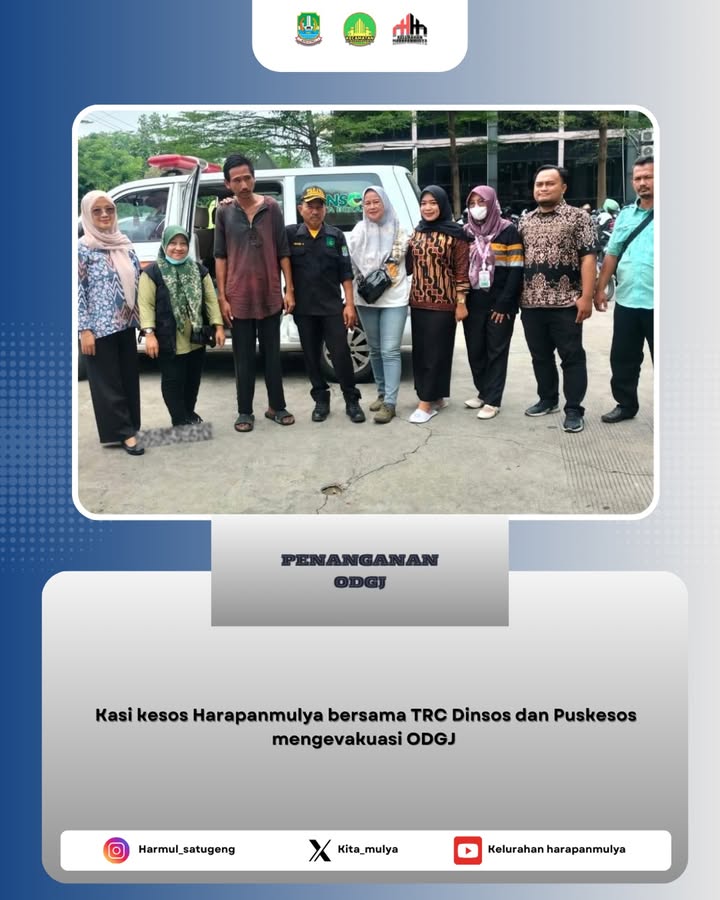 PENANGANAN
ODGJ
Kasi kesos Harapanmulya bersama TRC Dinsos dan Puskesos
mengevakuasi ODGJ
Harmul_satugeng
Kita_mulya
Kelurahan harapanmulya